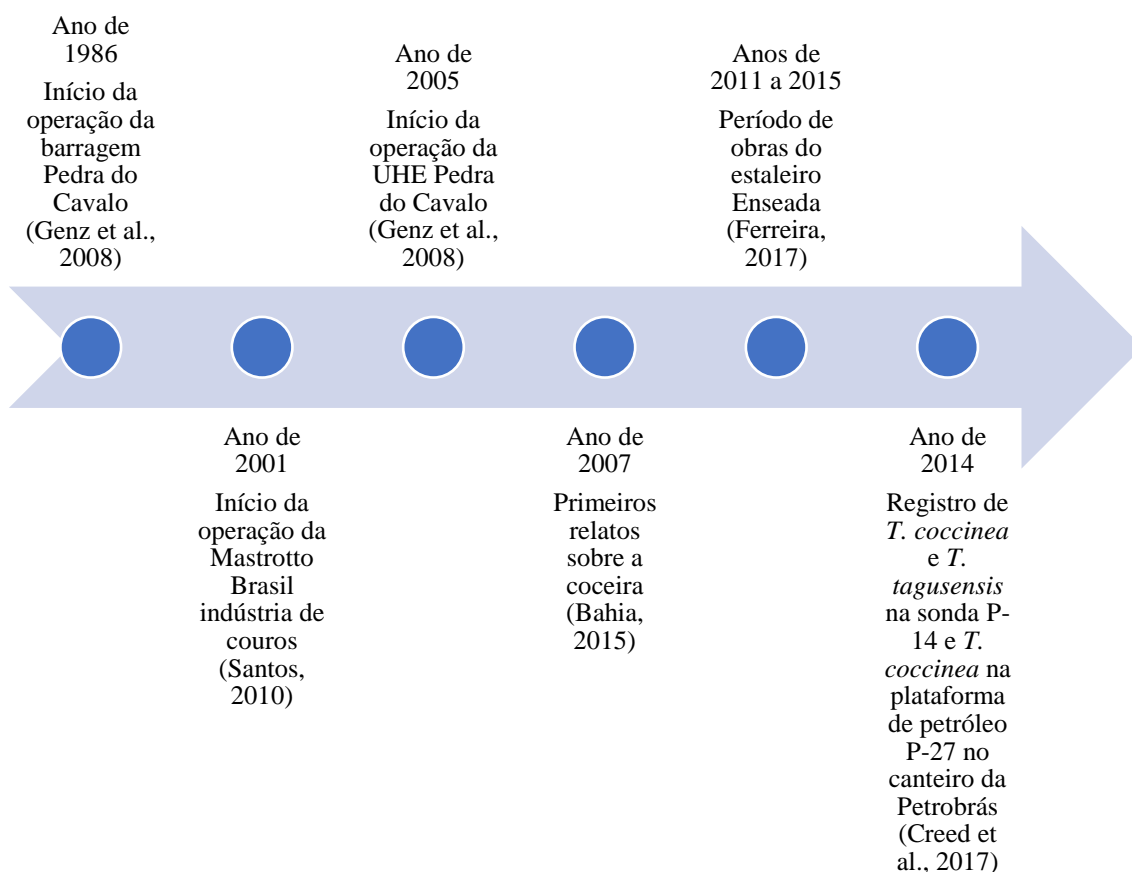 Ano de
1986
Início da
operação da
barragem
Pedra do
Cavalo
(Genz et al.,
2008)
Ano de
2001
Início da
operação da
Mastrotto
Brasil
indústria de
couros
(Santos,
2010)
Ano de
2005
Início da
operação da
UHE Pedra
do Cavalo
(Genz et al.,
2008)
Ano de
2007
Primeiros
relatos
sobre a
coceira
(Bahia,
2015)
Anos de
2011 a 2015
Período de
obras do
estaleiro
Enseada
(Ferreira,
2017)
Ano de
2014
Registro de
T. coccinea
e T.
tagusensis
na sonda P-
14 e T.
coccinea na
plataforma
de petróleo
P-27 no
canteiro da
Petrobrás
(Creed et
al., 2017)